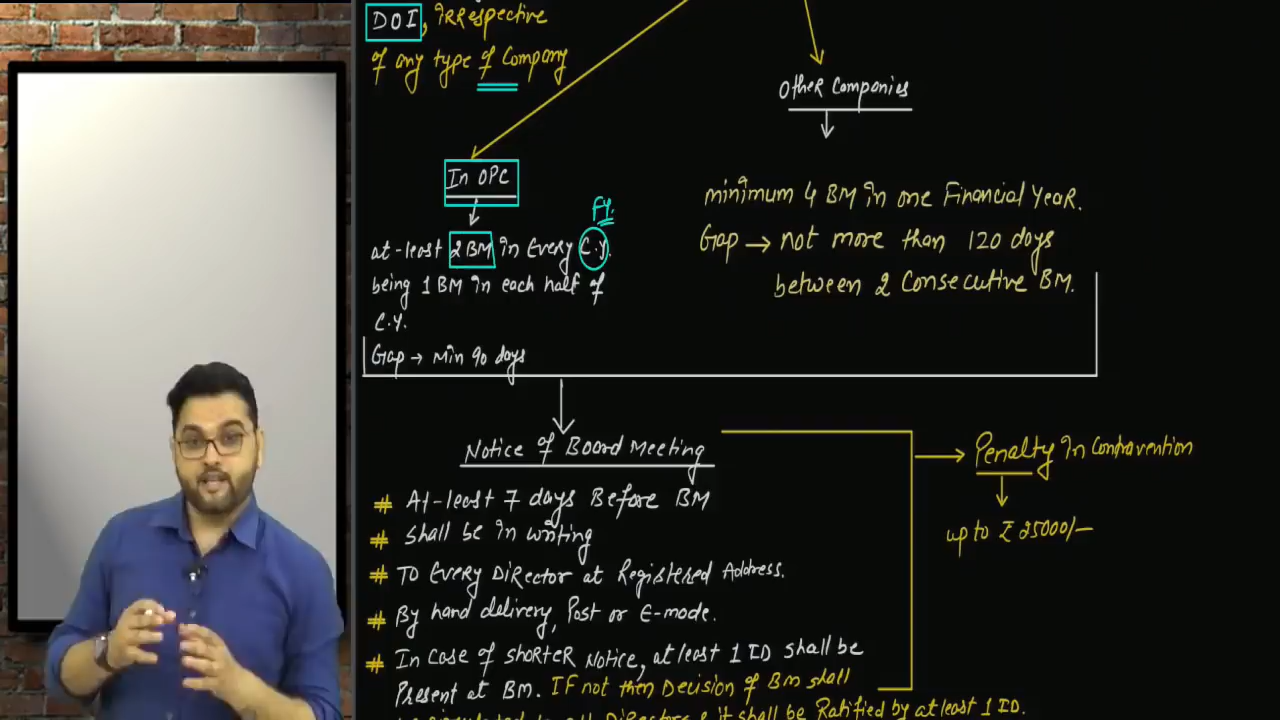 DOI, irrespective
of any type of Company
Other Companies
In OPC
F.Y.
at-least 2 BM in Every C.Y.
being 1 BM in each half of
C.Y.
Gap → Min 90 days
minimum 4 BM in one Financial Year.
Gap → not more than 120 days
between 2 Consecutive BM.
Notice of Board Meeting
# At-least 7 days Before BM
# Shall be in writing
# To Every Director at Registered Address.
# By hand delivery, Post or E-mode.
# In Case of shorter Notice, at least 1 ID shall be
Present at BM. If not then Decision of BM shall
be circulated to all Directors & it shall be Ratified by at least 1 ID.
Penalty in Contravention
up to ₹ 25000/-